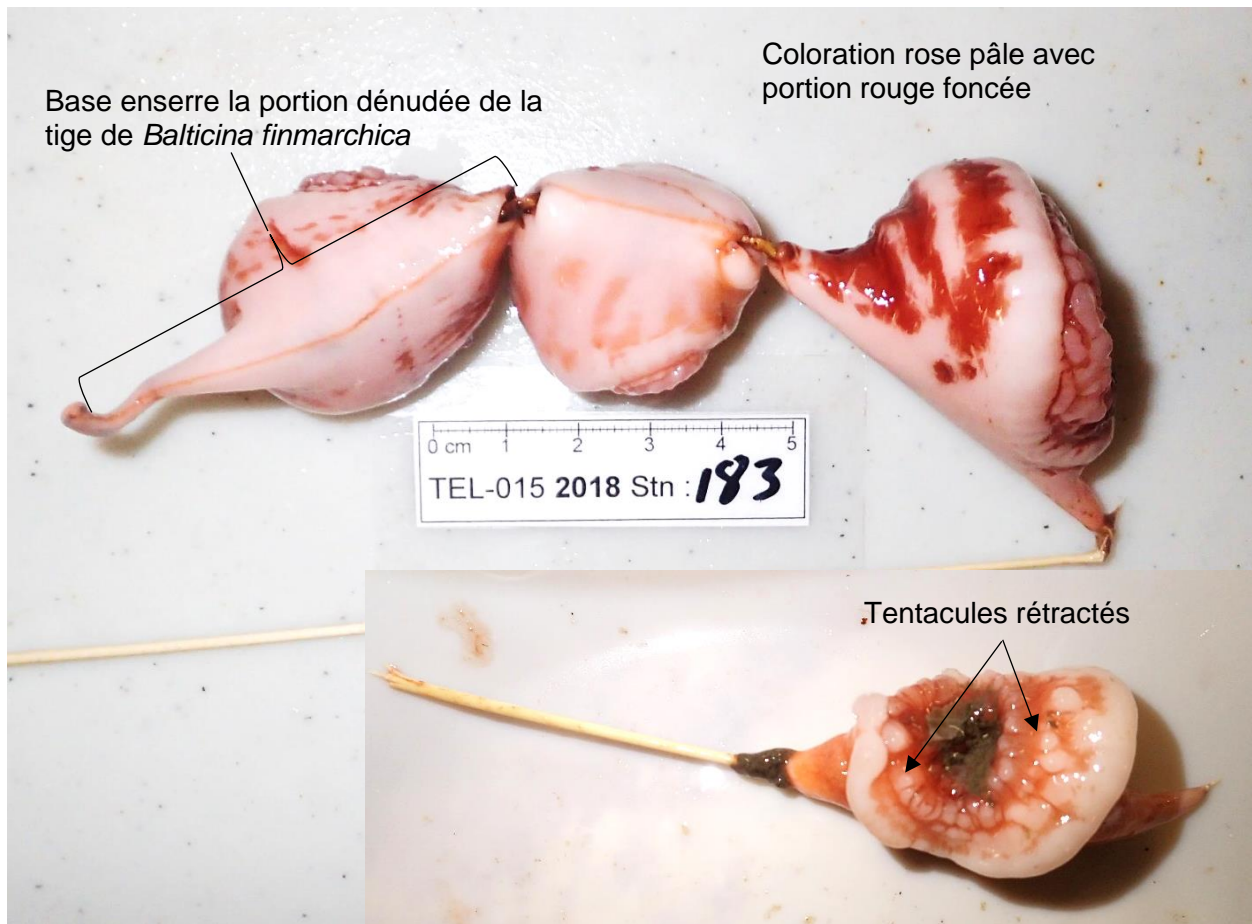 Coloration rose pâle avec
portion rouge foncée
Base enserre la portion dénudée de la
tige de Balticina finmarchica
0 cm 1 2 3 4 5
TEL-015 2018 Stn : 183
Tentacules rétractés